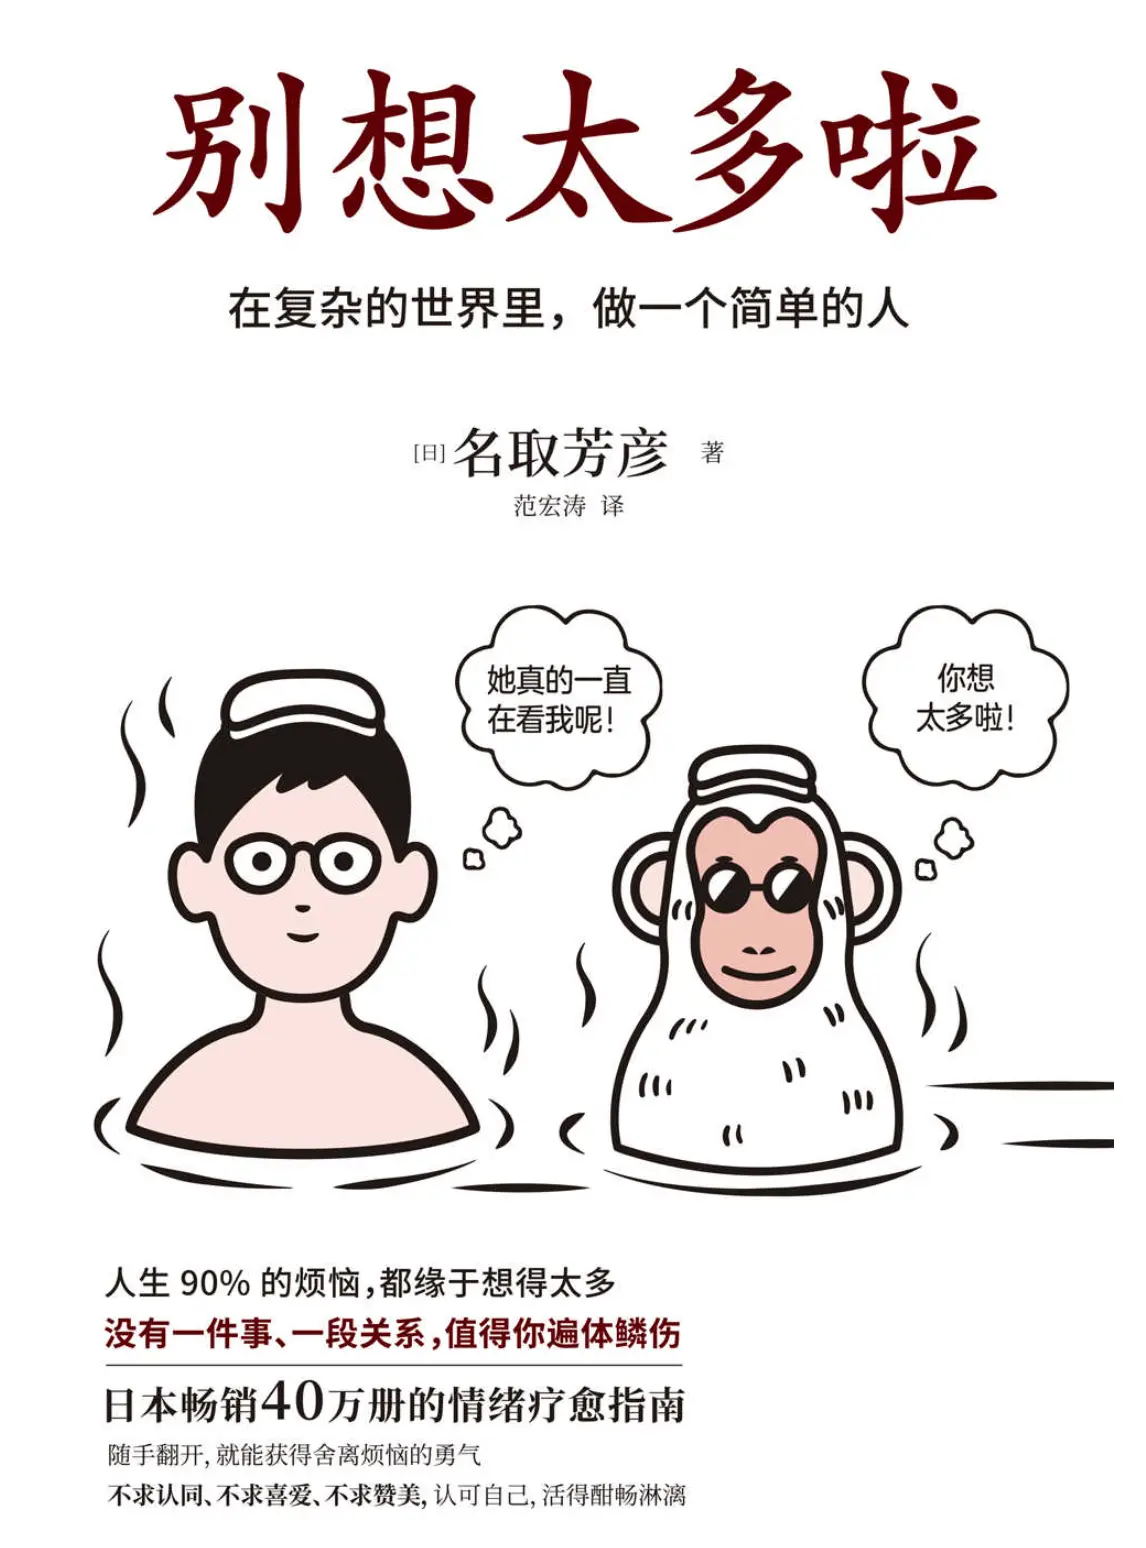 别想太多啦
在复杂的世界里，做一个简单的人
[日] 名取芳彦 著
范宏涛 译
她真的一直
在看我呢！
你想
太多啦！
人生 90% 的烦恼，都缘于想得太多
没有一件事、一段关系，值得你遍体鳞伤
日本畅销40万册的情绪疗愈指南
随手翻开，就能获得舍离烦恼的勇气
不求认同、不求喜爱、不求赞美，认可自己，活得酣畅淋漓